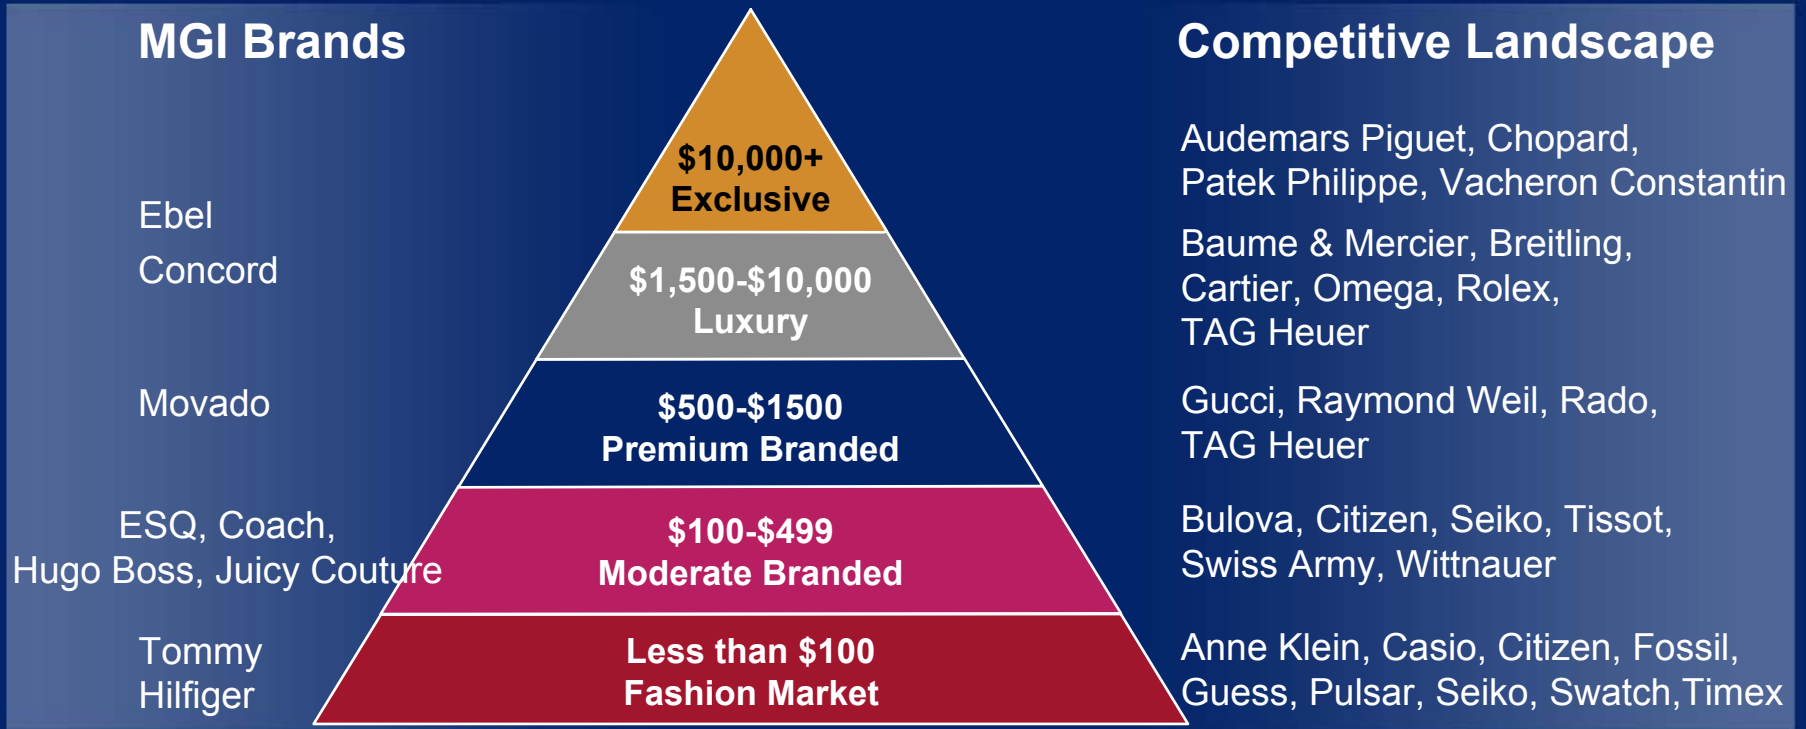 MGI Brands
Competitive Landscape
$10,000+
Exclusive
Audemars Piguet, Chopard,
Patek Philippe, Vacheron Constantin
Ebel
Concord
$1,500-$10,000
Luxury
Baume & Mercier, Breitling,
Cartier, Omega, Rolex,
TAG Heuer
Movado
$500-$1500
Premium Branded
Gucci, Raymond Weil, Rado,
TAG Heuer
ESQ, Coach,
Hugo Boss, Juicy Couture
$100-$499
Moderate Branded
Bulova, Citizen, Seiko, Tissot,
Swiss Army, Wittnauer
Tommy
Hilfiger
Less than $100
Fashion Market
Anne Klein, Casio, Citizen, Fossil,
Guess, Pulsar, Seiko, Swatch,Timex